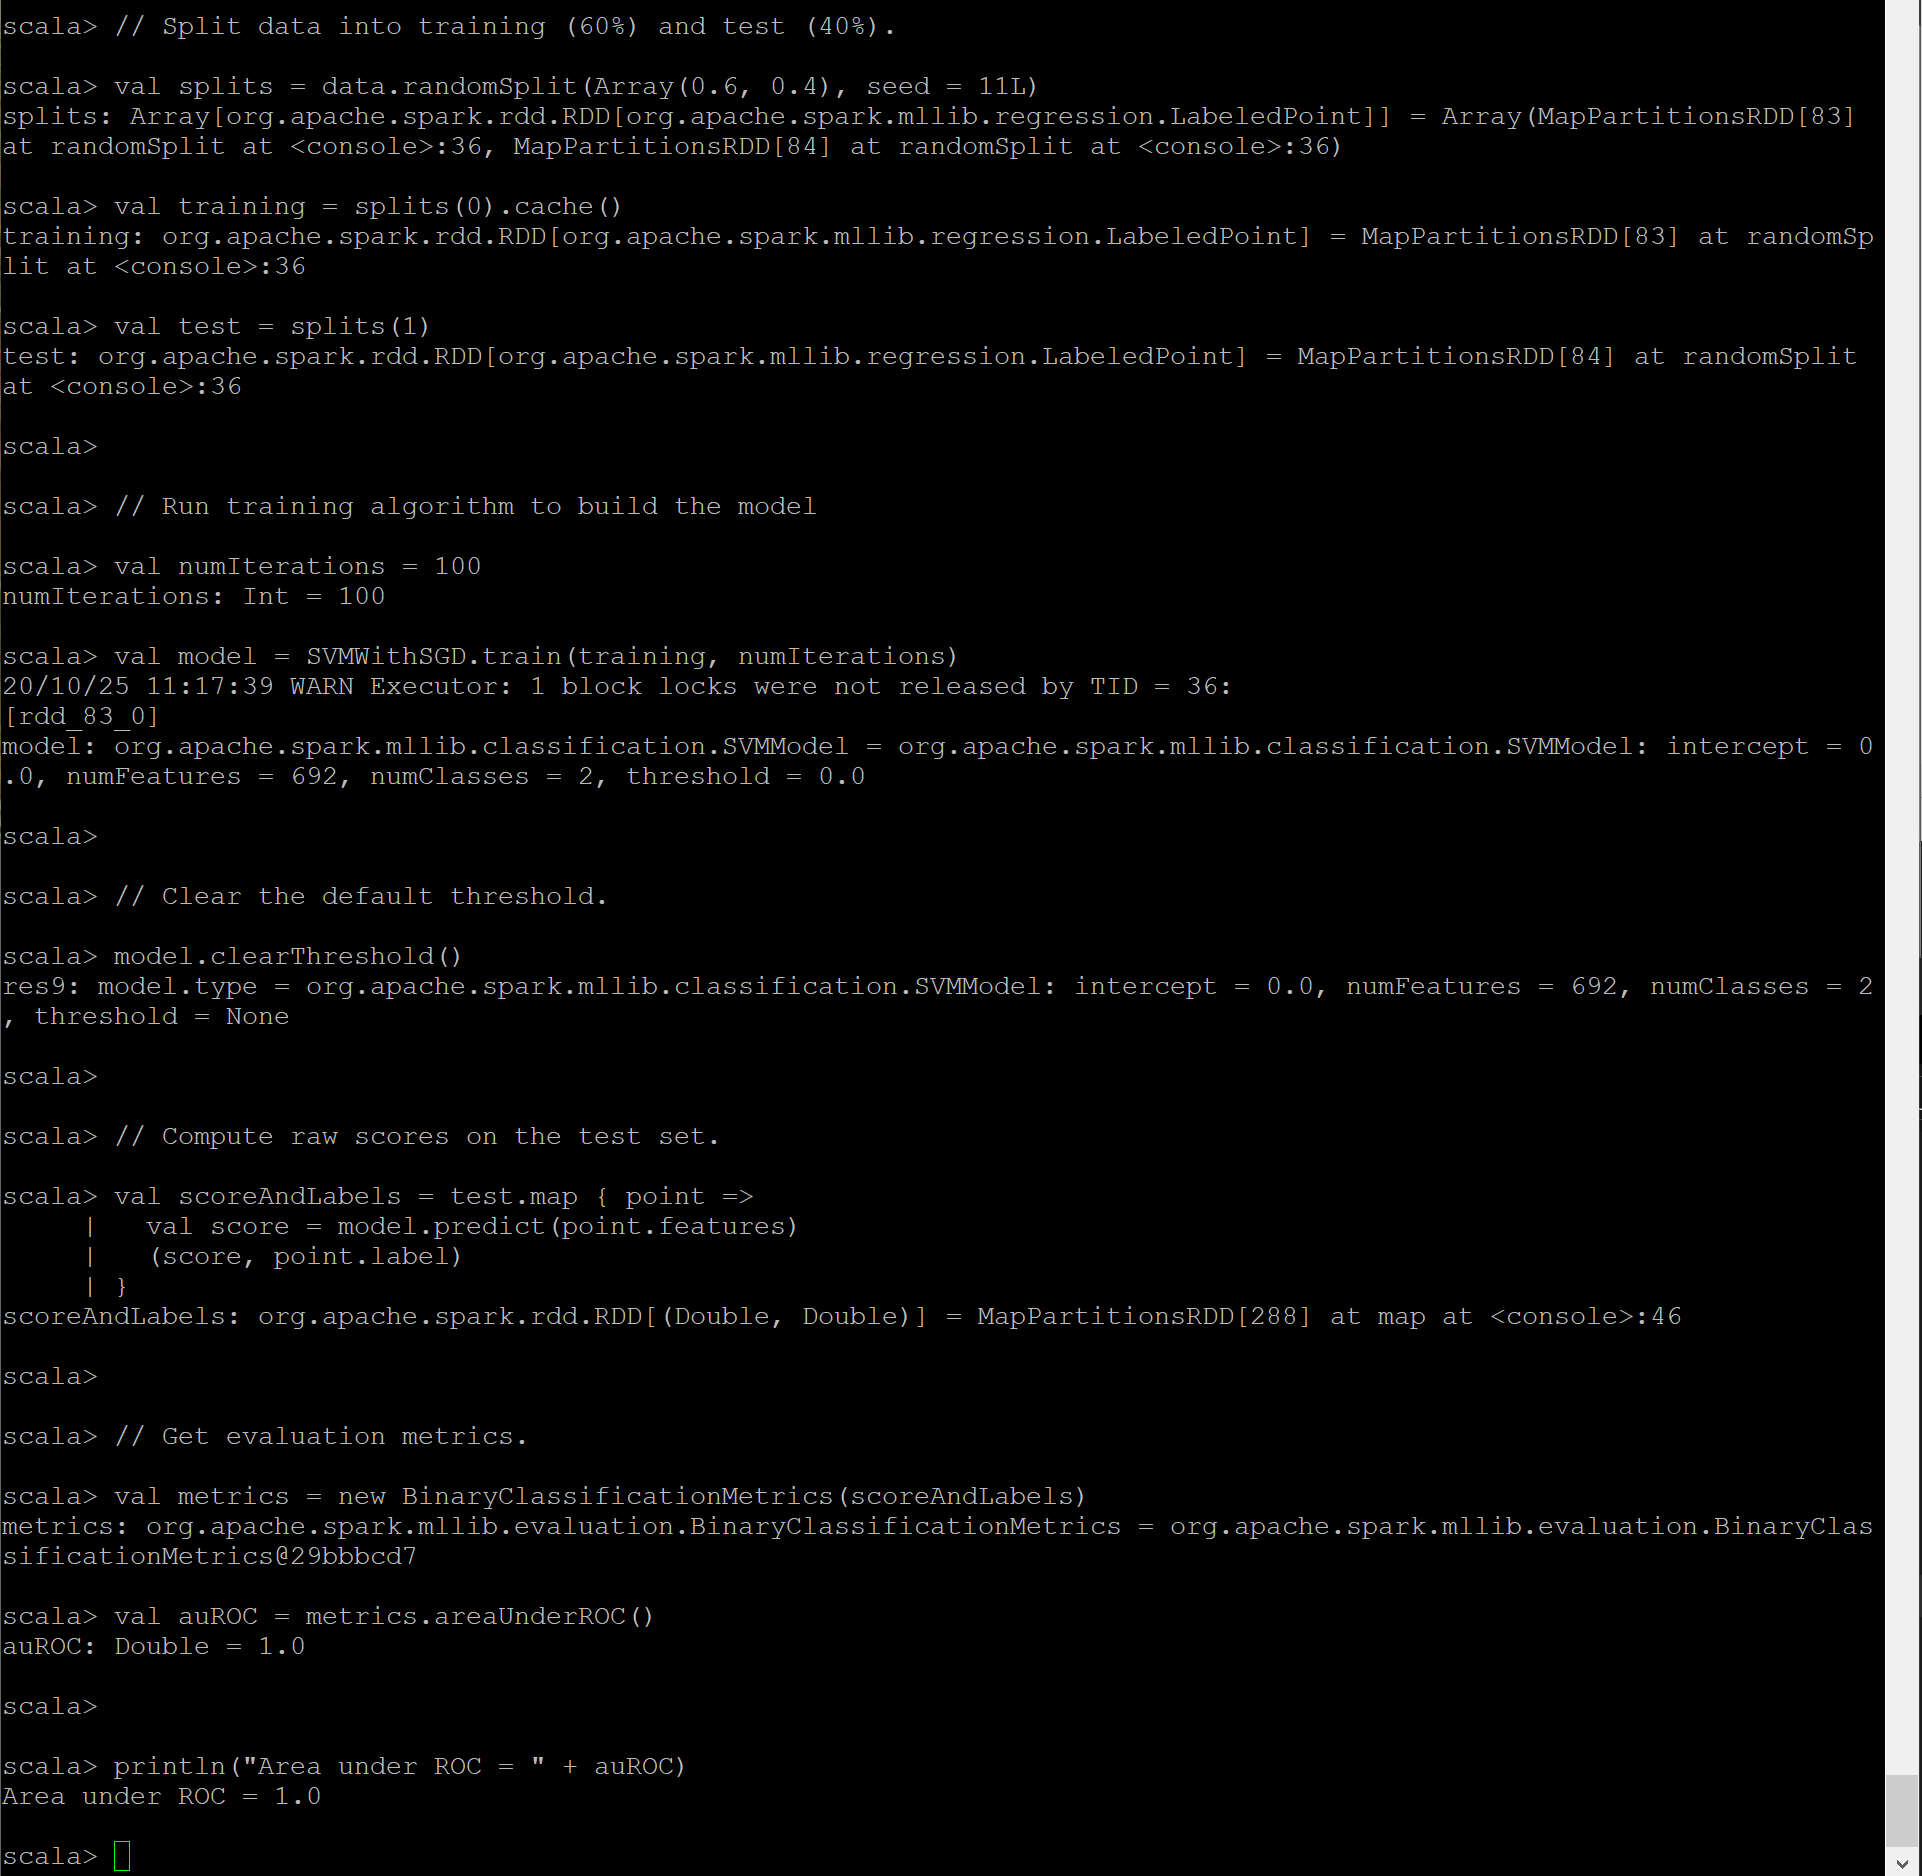 scala> // Split data into training (60%) and test (40%).
scala> val splits = data.randomSplit(Array(0.6, 0.4), seed = 11L)
splits: Array[org.apache.spark.rdd.RDD[org.apache.spark.mllib.regression.LabeledPoint]] = Array(MapPartitionsRDD[83]
at randomSplit at <console>:36, MapPartitionsRDD[84] at randomSplit at <console>:36)
scala> val training = splits(0).cache()
training: org.apache.spark.rdd.RDD[org.apache.spark.mllib.regression.LabeledPoint] = MapPartitionsRDD[83] at randomSp
lit at <console>:36
scala> val test = splits(1)
test: org.apache.spark.rdd.RDD[org.apache.spark.mllib.regression.LabeledPoint] = MapPartitionsRDD[84] at randomSplit
at <console>:36
scala>
scala> // Run training algorithm to build the model
scala> val numIterations = 100
numIterations: Int = 100
scala> val model = SVMWithSGD.train(training, numIterations)
20/10/25 11:17:39 WARN Executor: 1 block locks were not released by TID = 36:
[rdd_83_0]
model: org.apache.spark.mllib.classification.SVMModel = org.apache.spark.mllib.classification.SVMModel: intercept = 0
.0, numFeatures = 692, numClasses = 2, threshold = 0.0
scala>
scala> // Clear the default threshold.
scala> model.clearThreshold()
res9: model.type = org.apache.spark.mllib.classification.SVMModel: intercept = 0.0, numFeatures = 692, numClasses = 2
, threshold = None
scala>
scala> // Compute raw scores on the test set.
scala> val scoreAndLabels = test.map { point =>
     |   val score = model.predict(point.features)
     |   (score, point.label)
     | }
scoreAndLabels: org.apache.spark.rdd.RDD[(Double, Double)] = MapPartitionsRDD[288] at map at <console>:46
scala>
scala> // Get evaluation metrics.
scala> val metrics = new BinaryClassificationMetrics(scoreAndLabels)
metrics: org.apache.spark.mllib.evaluation.BinaryClassificationMetrics = org.apache.spark.mllib.evaluation.BinaryClas
sificationMetrics@29bbbcd7
scala> val auROC = metrics.areaUnderROC()
auROC: Double = 1.0
scala>
scala> println("Area under ROC = " + auROC)
Area under ROC = 1.0
scala>